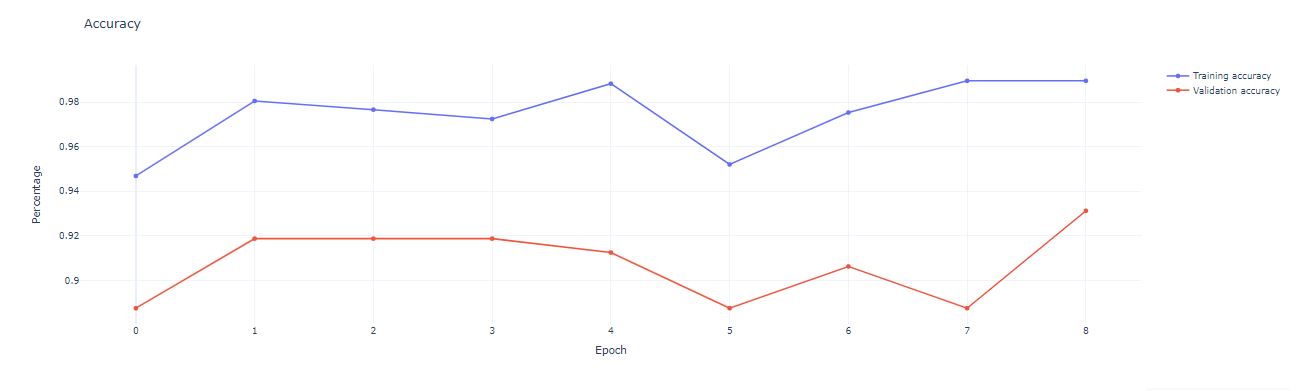 Accuracy
Training accuracy
Validation accuracy
0.98
0.96
0.94
0.92
0.9
Percentage
0 1 2 3 4 5 6 7 8
Epoch